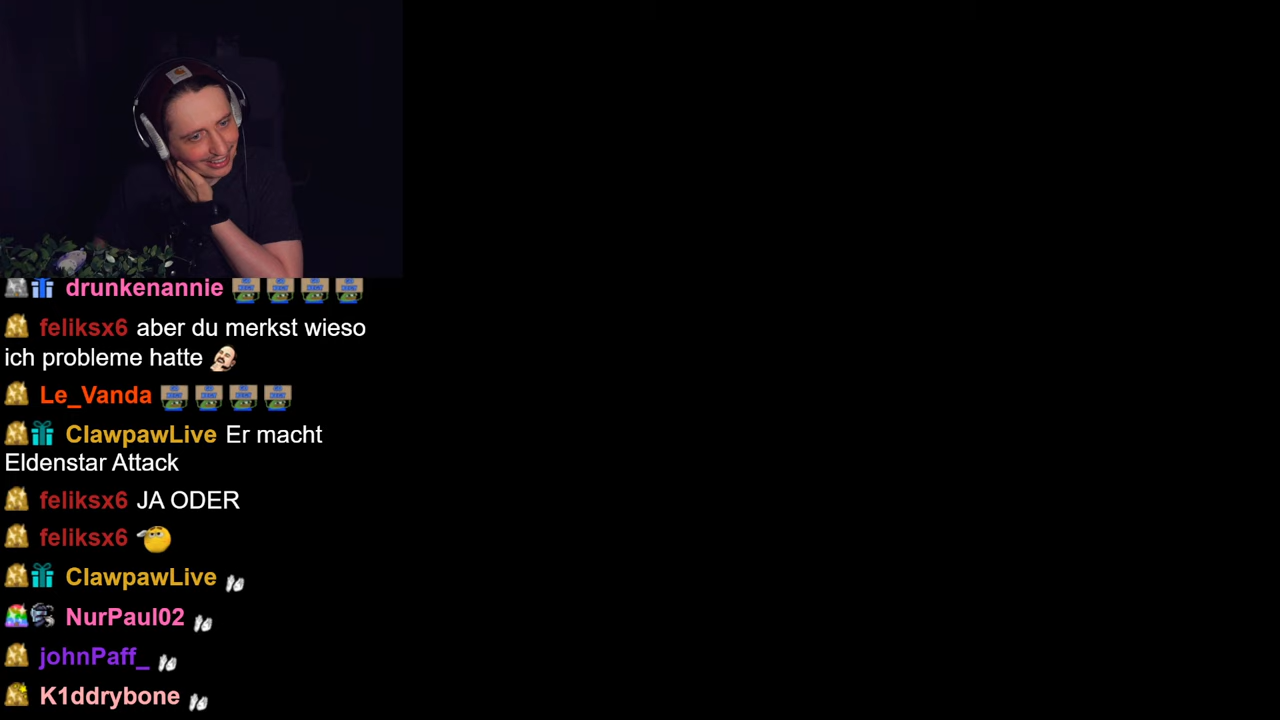 drunkenannie
feliksx6 aber du merkst wieso
ich probleme hatte
Le_Vanda
ClawpawLive Er macht
Eldenstar Attack
feliksx6 JA ODER
feliksx6
ClawpawLive
NurPaul02
johnPaff_
K1ddrybone